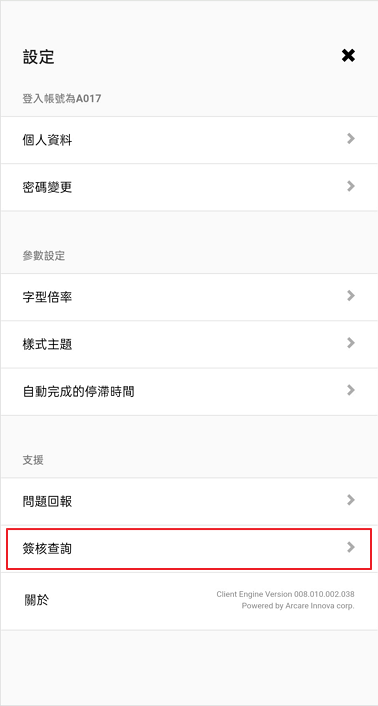 設定
登入帳號為A017
個人資料
密碼變更
參數設定
字型倍率
樣式主題
自動完成的停滯時間
支援
問題回報
簽核查詢
關於
Client Engine Version 008.010.002.038
Powered by Arcare Innova corp.